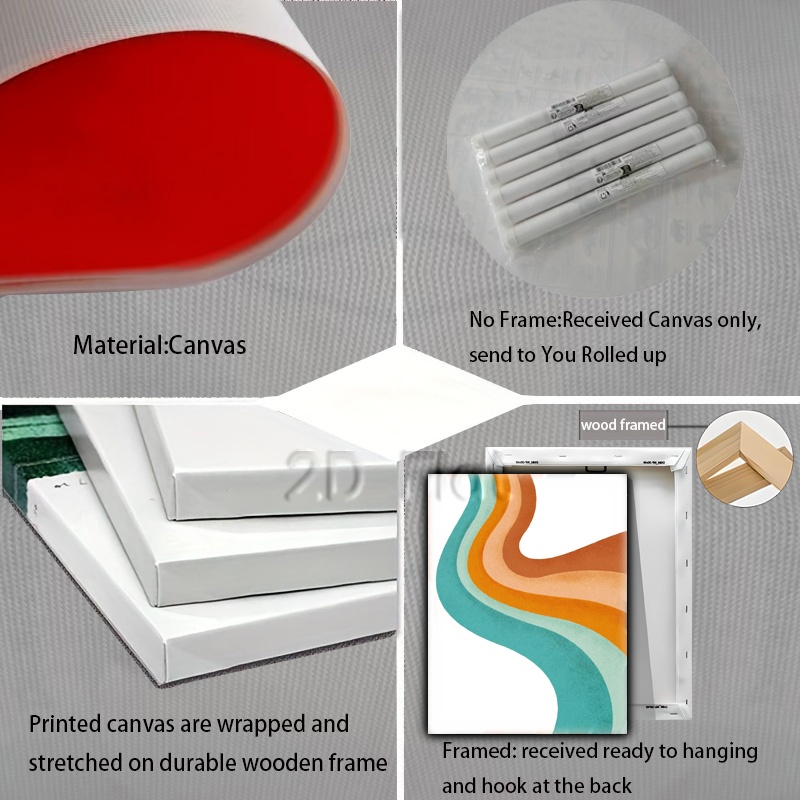 Material:Canvas
No Frame:Received Canvas only,
send to You Rolled up
wood framed
2D Flat
Printed canvas are wrapped and
stretched on durable wooden frame
Framed: received ready to hanging
and hook at the back